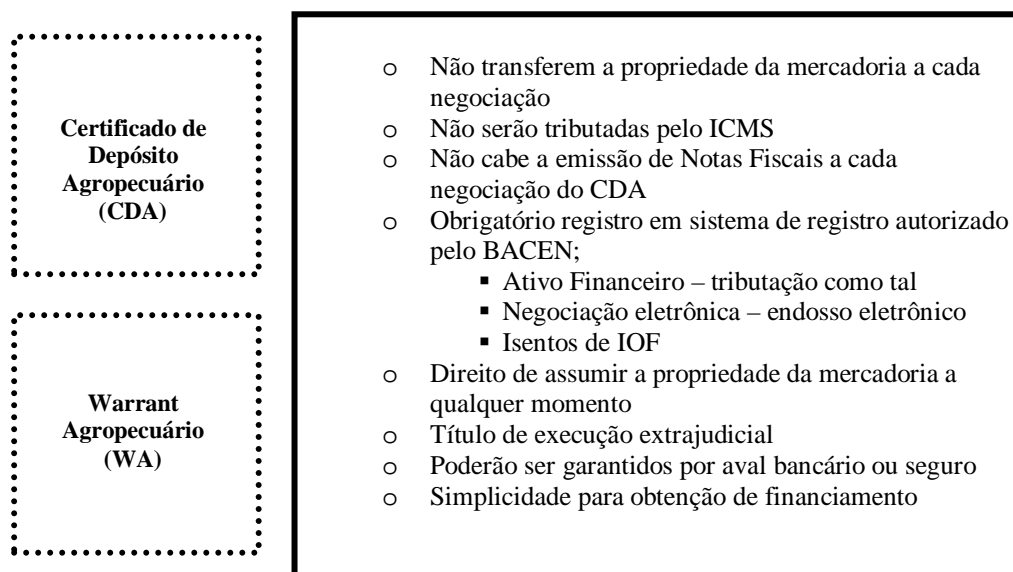 Certificado de
Depósito
Agropecuário
(CDA)
Warrant
Agropecuário
(WA)
o Não transferem a propriedade da mercadoria a cada
negociação
o Não serão tributadas pelo ICMS
o Não cabe a emissão de Notas Fiscais a cada
negociação do CDA
o Obrigatório registro em sistema de registro autorizado
pelo BACEN;
▪ Ativo Financeiro – tributação como tal
▪ Negociação eletrônica – endosso eletrônico
▪ Isentos de IOF
o Direito de assumir a propriedade da mercadoria a
qualquer momento
o Título de execução extrajudicial
o Poderão ser garantidos por aval bancário ou seguro
o Simplicidade para obtenção de financiamento